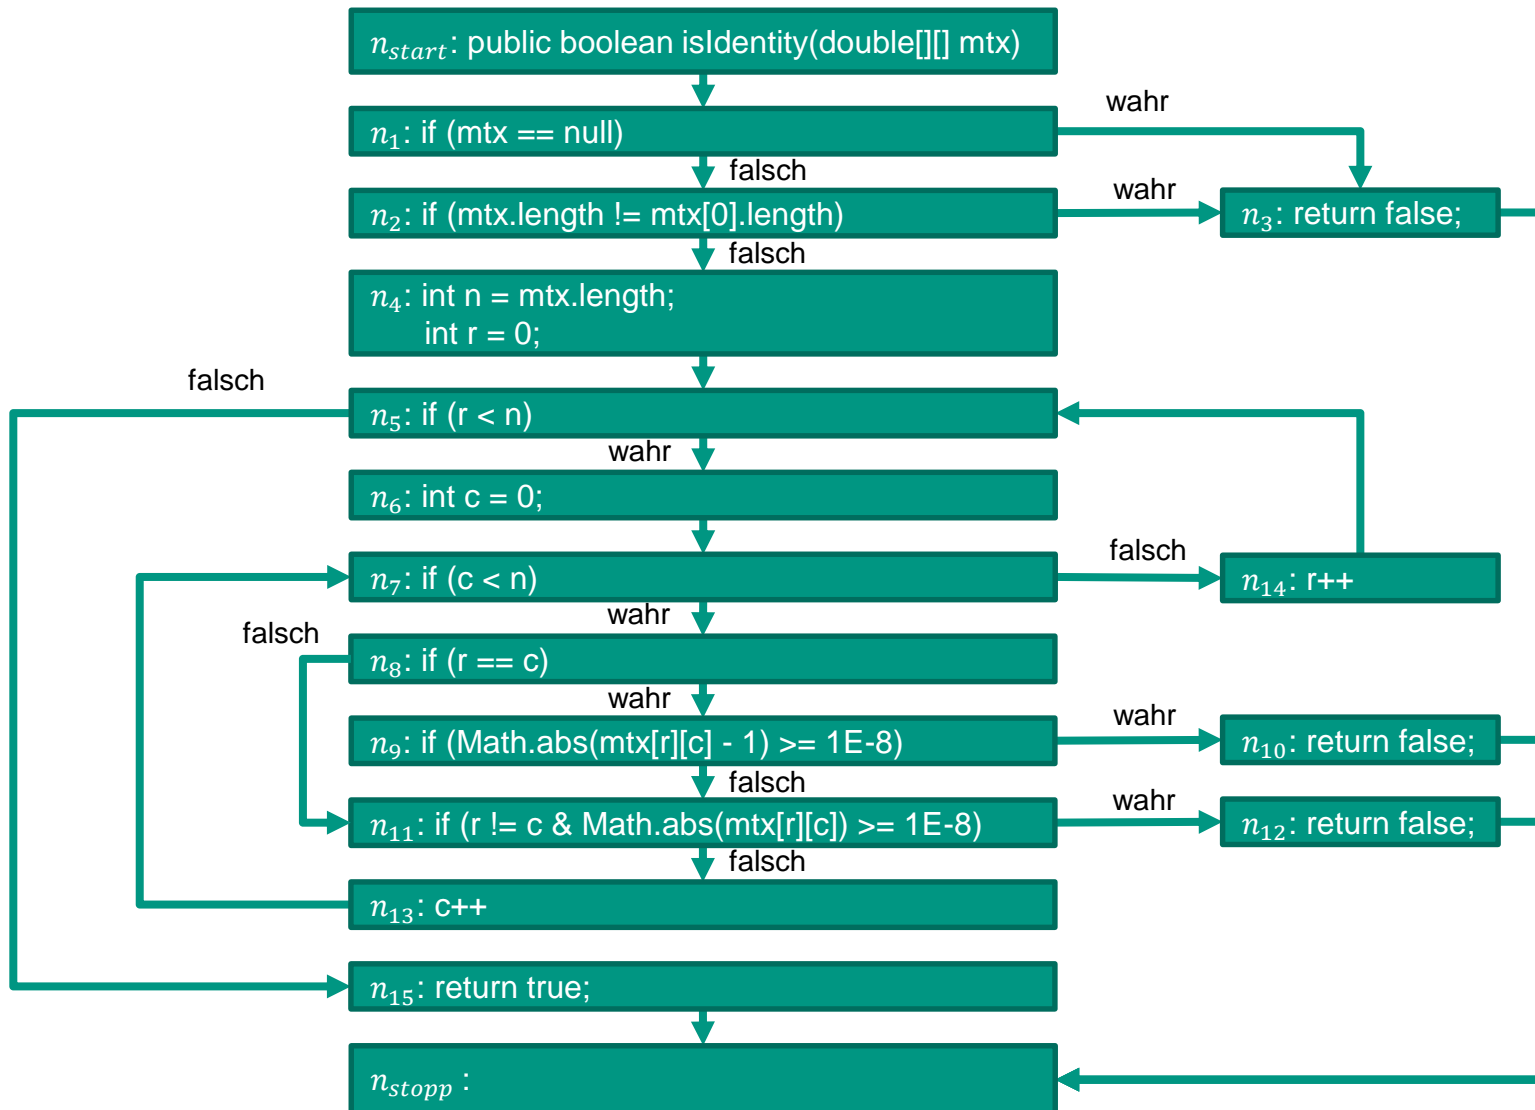 n_start: public boolean isIdentity(double[][] mtx)
wahr
n_1: if (mtx == null)
falsch
wahr
n_2: if (mtx.length != mtx[0].length)
n_3: return false;
falsch
n_4: int n = mtx.length;
int r = 0;
falsch
n_5: if (r < n)
wahr
n_6: int c = 0;
falsch
n_7: if (c < n)
n_14: r++
wahr
falsch
n_8: if (r == c)
wahr
wahr
n_9: if (Math.abs(mtx[r][c] - 1) >= 1E-8)
n_10: return false;
falsch
wahr
n_11: if (r != c & Math.abs(mtx[r][c]) >= 1E-8)
n_12: return false;
falsch
n_13: c++
n_15: return true;
n_stopp :